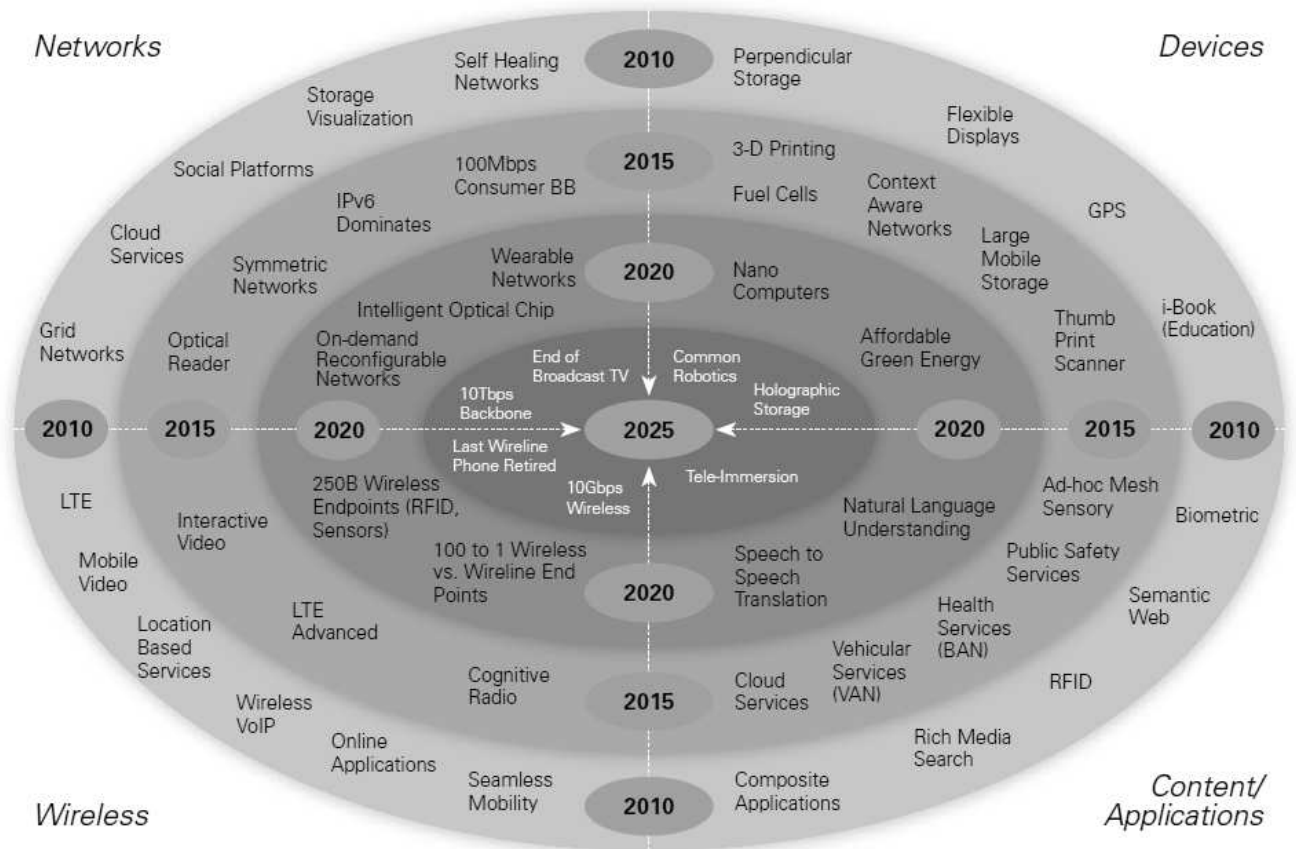 Networks
Devices
2010
Self Healing
Networks
Perpendicular
Storage
Storage
Visualization
Flexible
Displays
Social Platforms
100Mbps
Consumer BB
2015
3-D Printing
Fuel Cells
Context
Aware
Networks
GPS
IPv6
Dominates
Cloud
Services
Symmetric
Networks
Wearable
Networks
2020
Nano
Computers
Large
Mobile
Storage
Intelligent Optical Chip
i-Book
(Education)
Grid
Networks
Optical
Reader
On-demand
Reconfigurable
Networks
Affordable
Green Energy
Thumb
Print
Scanner
End of
Broadcast TV
Common
Robotics
10Tbps
Backbone
Holographic
Storage
2010
2015
2020
2025
2020
2015
2010
Last Wireline
Phone Retired
10Gbps
Wireless
Tele-Immersion
LTE
Interactive
Video
250B Wireless
Endpoints (RFID,
Sensors)
Natural Language
Understanding
Ad-hoc Mesh
Sensory
Biometric
Mobile
Video
100 to 1 Wireless
vs. Wireline End
Points
2020
Speech to
Speech
Translation
Public Safety
Services
Semantic
Web
Location
Based
Services
LTE
Advanced
Health
Services
(BAN)
Vehicular
Services
(VAN)
Cognitive
Radio
2015
Cloud
Services
RFID
Wireless
VoIP
Online
Applications
Rich Media
Search
Seamless
Mobility
2010
Composite
Applications
Wireless
Content/
Applications